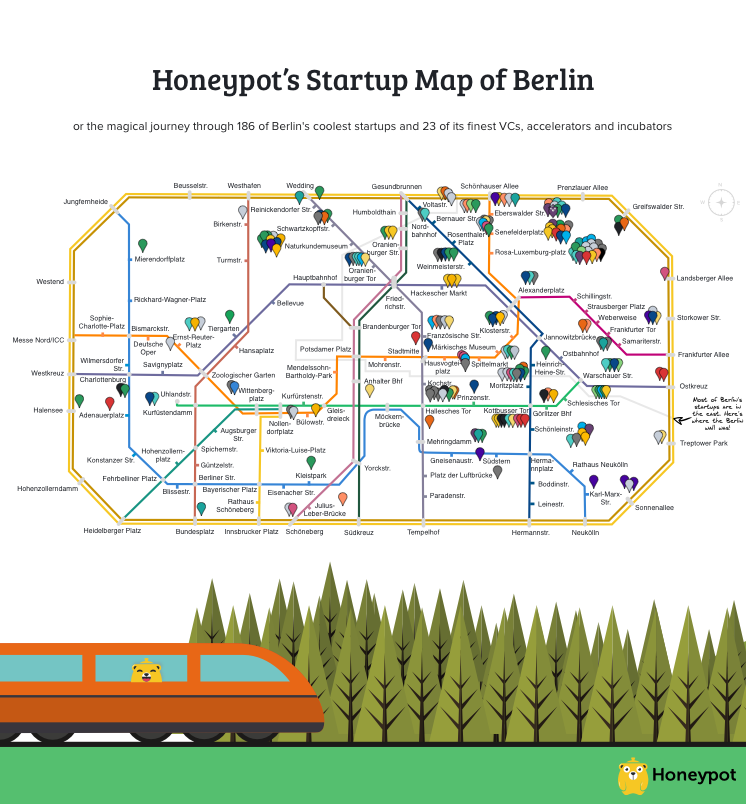 Honeypot's Startup Map of Berlin
or the magical journey through 186 of Berlin's coolest startups and 23 of its finest VCs, accelerators and incubators
Beusselstr.
Westhafen
Wedding
Gesundbrunnen
Schönhauser Allee
Prenzlauer Allee
Jungfernheide
Greifswalder Str.
N
W
E
S
Birkenstr.
Reinickendorfer Str.
Humboldthain
Voltastr.
Bernauer Str.
Eberswalder Str.
Schwartzkopfstr.
Nord-
bahnhof
Rosenthaler
Platz
Senefelderplatz
Mierendorffplatz
Turmstr.
Naturkundemuseum
Oranien-
burger Str.
Rosa-Luxemburg-platz
Weinmeisterstr.
Oranien-
burger Tor
Westend
Hauptbahnhof
Landsberger Allee
Rickhard-Wagner-Platz
Bellevue
Fried-
richstr.
Hackescher Markt
Alexanderplatz
Schillingstr.
Strausberger Platz
Weberweise
Storkower Str.
Sophie-
Charlotte-Platz
Bismarckstr.
Tiergarten
Brandenburger Tor
Klosterstr.
Frankfurter Tor
Messe Nord/ICC
Deutsche
Oper
Ernst-Reuter-
Platz
Hansaplatz
Potsdamer Platz
Stadtmitte
Französische Str.
Märkisches Museum
Jannowitzbrücke
Samariterstr.
Ostbahnhof
Frankfurter Allee
Wilmersdorfer
Str.
Savignyplatz
Mendelssohn-
Bartholdy-Park
Mohrenstr.
Hausvogtei-
platz
Spittelmarkt
Heinrich
Heine-Str.
Warschauer Str.
Westkreuz
Charlottenburg
Zoologischer Garten
Anhalter Bhf
Kochstr.
Moritzplatz
Ostkreuz
Uhlandstr.
Wittenberg-
platz
Kurfürstenstr.
Prinzenstr.
Schlesisches Tor
Most of Berlin's
startups are in
the east. Here's
where the Berlin
wall was!
Halensee
Adenauerplatz
Kurfüstendamm
Nollen-
dorfplatz
Bülowstr.
Gleis-
dreieck
Möckern-
brücke
Hallesches Tor
Kottbusser Tor
Görlitzer Bhf
Augsburger
Str.
Schönleinstr.
Treptower Park
Konstanzer Str.
Hohenzollern-
platz
Spichernstr.
Viktoria-Luise-Platz
Mehringdamm
Gneisenaustr.
Südstern
Herma-
nnplatz
Rathaus Neukölln
Hohenzollerndamm
Fehrbelliner Platz
Güntzelstr.
Berliner Str.
Kleistpark
Yorckstr.
Platz der Luftbrücke
Boddinstr.
Blissestr.
Bayerischer Platz
Eisenacher Str.
Paradenstr.
Leinestr.
Karl-Marx-
Str.
Rathaus
Schöneberg
Julius-
Leber-Brücke
Sonnenallee
Heidelberger Platz
Bundesplatz
Innsbrucker Platz
Schöneberg
Südkreuz
Tempelhof
Hermannstr.
Neukölln
Honeypot